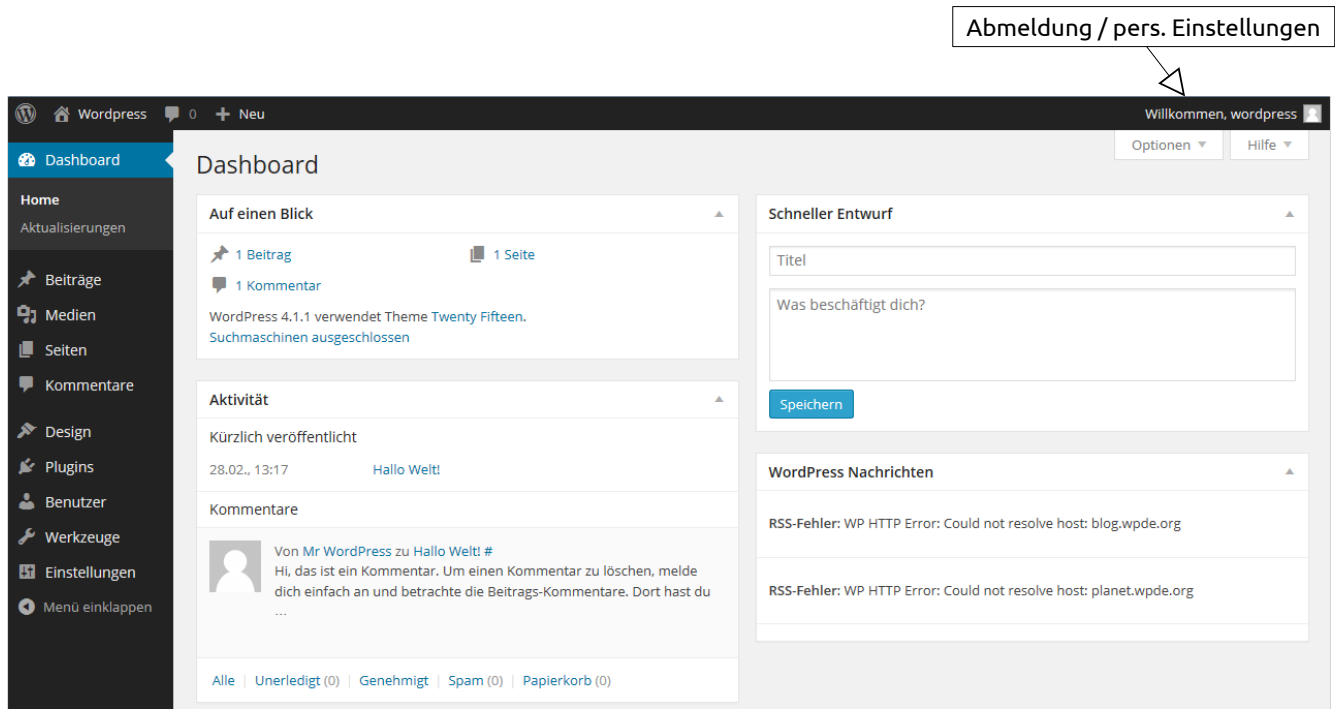 Abmeldung / pers. Einstellungen
Wordpress 0 + Neu Willkommen, wordpress
Optionen Hilfe
Dashboard
Home
Aktualisierungen
Beiträge
Medien
Seiten
Kommentare
Design
Plugins
Benutzer
Werkzeuge
Einstellungen
Menü einklappen
Dashboard
Auf einen Blick
1 Beitrag 1 Seite
1 Kommentar
WordPress 4.1.1 verwendet Theme Twenty Fifteen.
Suchmaschinen ausgeschlossen
Aktivität
Kürzlich veröffentlicht
28.02., 13:17 Hallo Welt!
Kommentare
Von Mr WordPress zu Hallo Welt! #
Hi, das ist ein Kommentar. Um einen Kommentar zu löschen, melde
dich einfach an und betrachte die Beitrags-Kommentare. Dort hast du
…
Alle | Unerledigt (0) | Genehmigt | Spam (0) | Papierkorb (0)
Schneller Entwurf
Titel
Was beschäftigt dich?
Speichern
WordPress Nachrichten
RSS-Fehler: WP HTTP Error: Could not resolve host: blog.wpde.org
RSS-Fehler: WP HTTP Error: Could not resolve host: planet.wpde.org